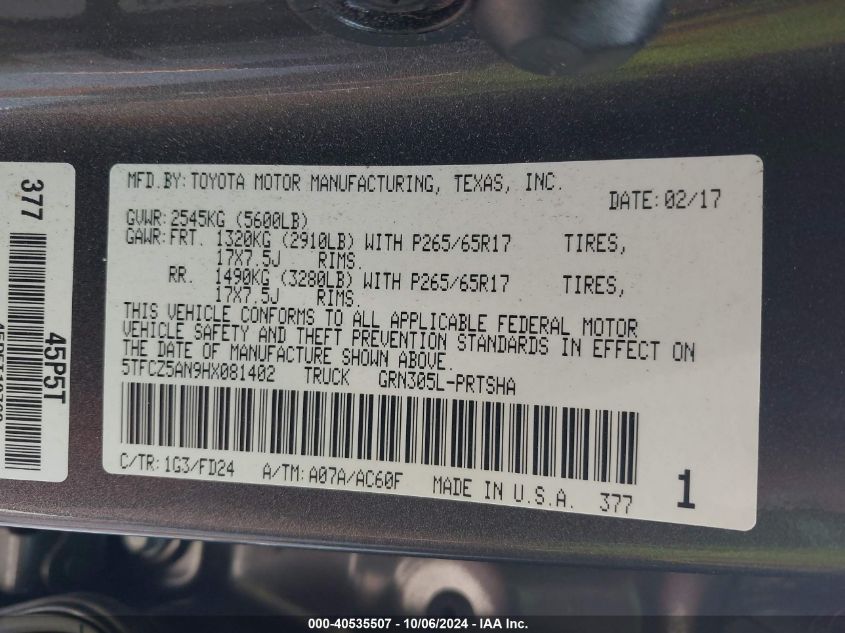 377
45P5T
MFD.BY: TOYOTA MOTOR MANUFACTURING, TEXAS, INC.
DATE: 02/17
GVWR: 2545KG (5600LB)
GAWR: FRT. 1320KG (2910LB) WITH P265/65R17 TIRES,
17X7.5J RIMS.
RR. 1490KG (3280LB) WITH P265/65R17 TIRES,
17X7.5J RIMS.
THIS VEHICLE CONFORMS TO ALL APPLICABLE FEDERAL MOTOR
VEHICLE SAFETY AND THEFT PREVENTION STANDARDS IN EFFECT ON
THE DATE OF MANUFACTURE SHOWN ABOVE.
5TFCZ5AN9HX081402 TRUCK GRN305L-PRTSHA
C/TR: 1G3/FD24 A/TM: A07A/AC60F MADE IN U.S.A. 377
1
000-40535507 - 10/06/2024 - IAA Inc.